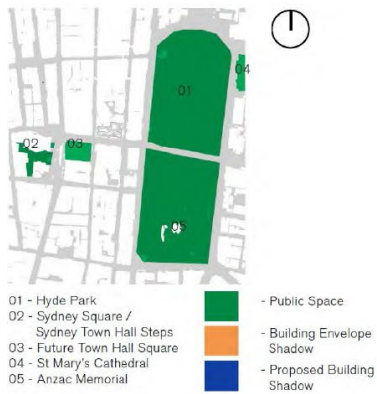 04
01
02
03
05
01 - Hyde Park
02 - Sydney Square /
Sydney Town Hall Steps
03 - Future Town Hall Square
04 - St Mary's Cathedral
05 - Anzac Memorial
- Public Space
- Building Envelope
Shadow
- Proposed Building
Shadow